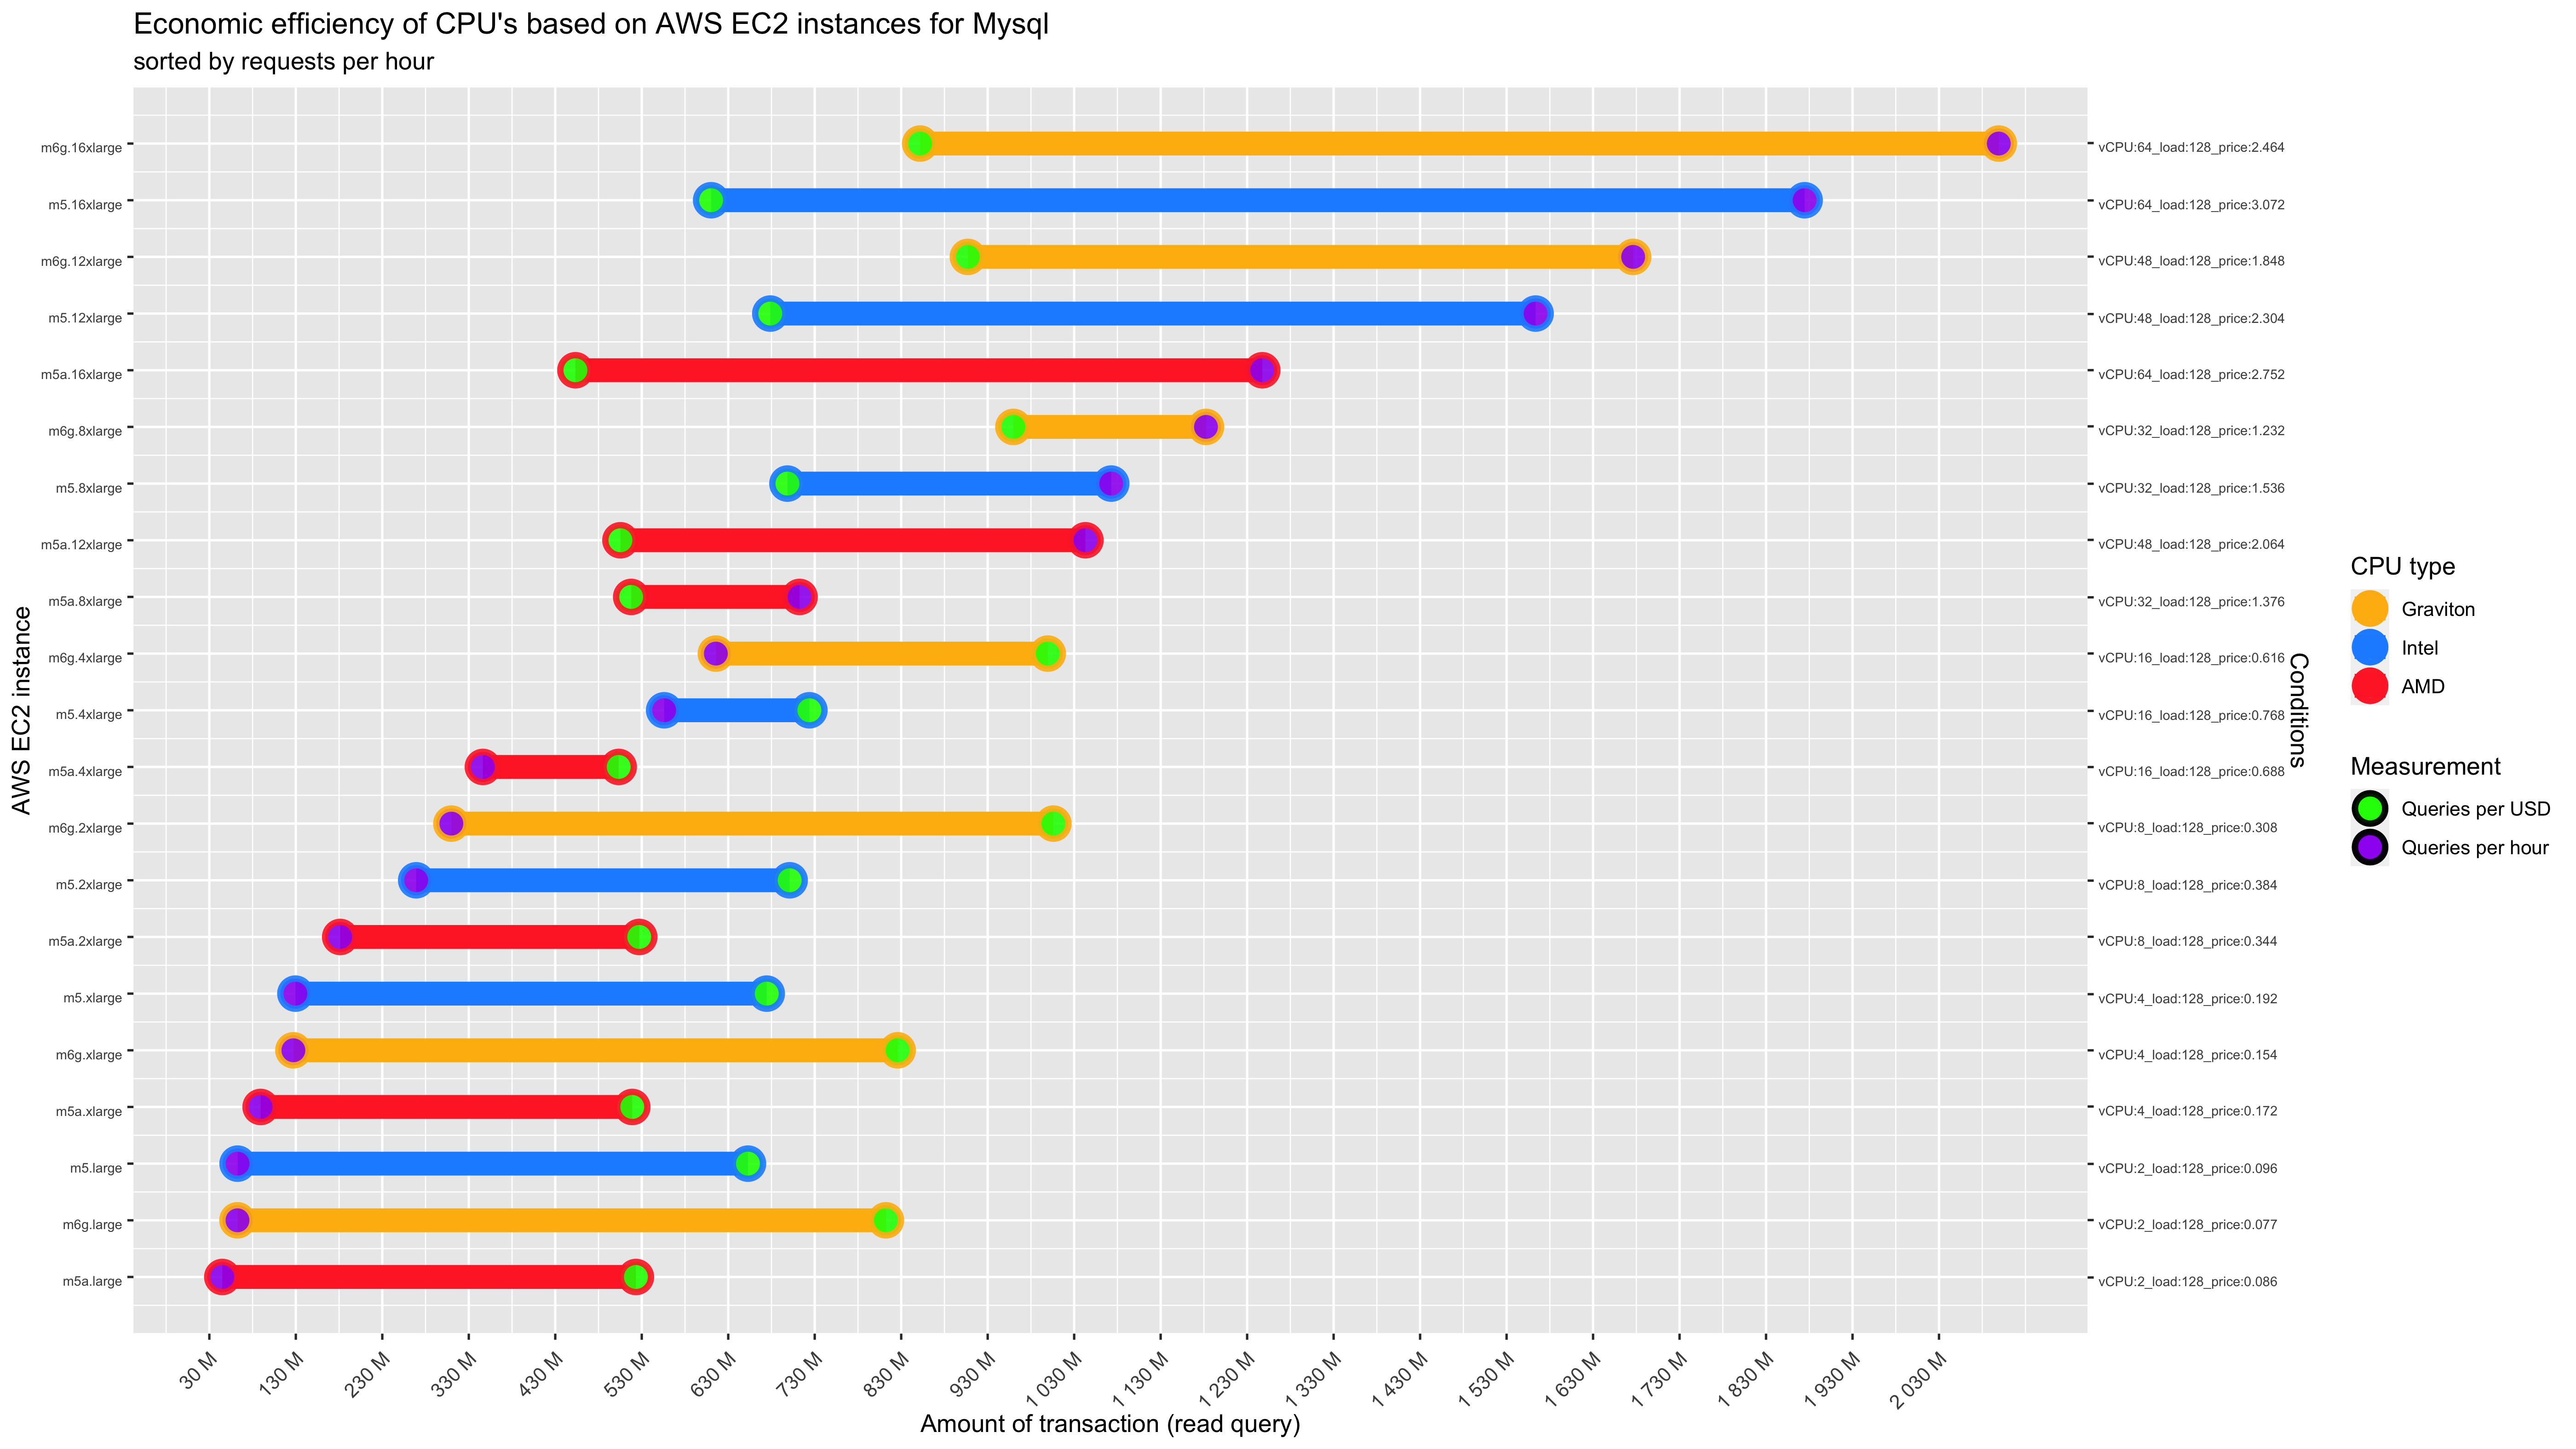 Economic efficiency of CPU's based on AWS EC2 instances for Mysql
sorted by requests per hour
AWS EC2 instance
m6g.16xlarge
m5.16xlarge
m6g.12xlarge
m5.12xlarge
m5a.16xlarge
m6g.8xlarge
m5.8xlarge
m5a.12xlarge
m5a.8xlarge
m6g.4xlarge
m5.4xlarge
m5a.4xlarge
m6g.2xlarge
m5.2xlarge
m5a.2xlarge
m5.xlarge
m6g.xlarge
m5a.xlarge
m5.large
m6g.large
m5a.large
vCPU:64_load:128_price:2.464
vCPU:64_load:128_price:3.072
vCPU:48_load:128_price:1.848
vCPU:48_load:128_price:2.304
vCPU:64_load:128_price:2.752
vCPU:32_load:128_price:1.232
vCPU:32_load:128_price:1.536
vCPU:48_load:128_price:2.064
vCPU:32_load:128_price:1.376
vCPU:16_load:128_price:0.616
vCPU:16_load:128_price:0.768
vCPU:16_load:128_price:0.688
vCPU:8_load:128_price:0.308
vCPU:8_load:128_price:0.384
vCPU:8_load:128_price:0.344
vCPU:4_load:128_price:0.192
vCPU:4_load:128_price:0.154
vCPU:4_load:128_price:0.172
vCPU:2_load:128_price:0.096
vCPU:2_load:128_price:0.077
vCPU:2_load:128_price:0.086
Conditions
30 M
130 M
230 M
330 M
430 M
530 M
630 M
730 M
830 M
930 M
1 030 M
1 130 M
1 230 M
1 330 M
1 430 M
1 530 M
1 630 M
1 730 M
1 830 M
1 930 M
2 030 M
Amount of transaction (read query)
CPU type
Graviton
Intel
AMD
Measurement
Queries per USD
Queries per hour